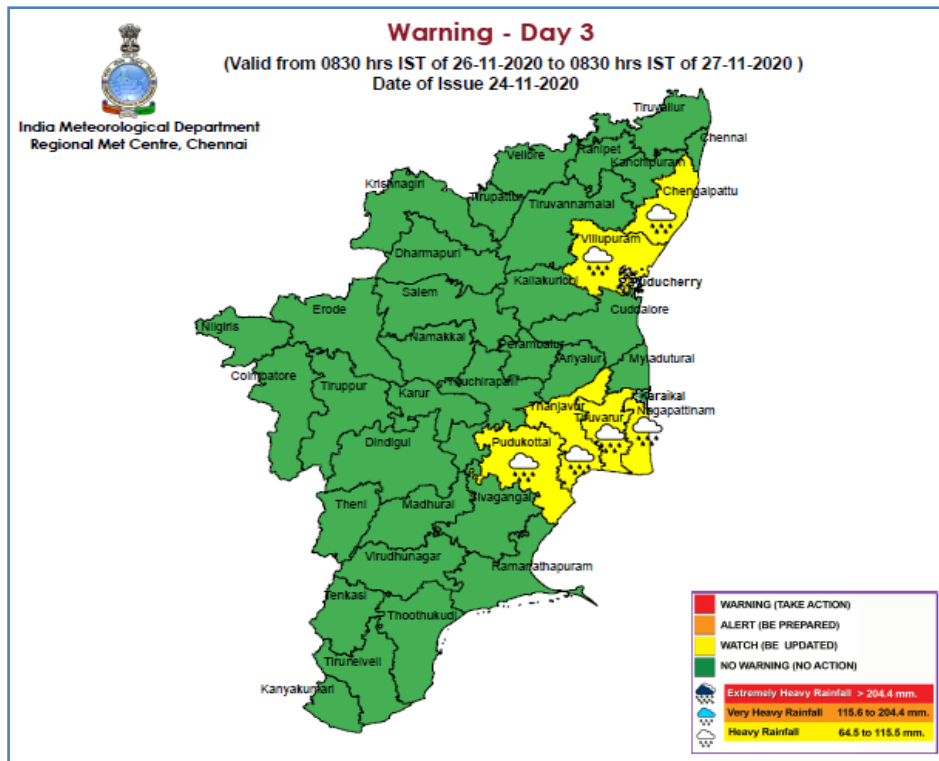 Warning - Day 3
(Valid from 0830 hrs IST of 26-11-2020 to 0830 hrs IST of 27-11-2020 )
Date of Issue 24-11-2020
India Meteorological Department
Regional Met Centre, Chennai
Tiruvallur
Chennai
Ranipet
Vellore
Kanchipuram
Krishnagiri
Chengalpattu
Tirupattur
Tiruvannamalai
Villupuram
Dharmapuri
Kallakurichi
Puducherry
Salem
Erode
Cuddalore
Nilgiris
Namakkal
Perambalur
Ariyalur
Myladutural
Coimbatore
Tiruppur
Karur
Tiruchirapalli
Karaikal
Thanjavur
Nagapattinam
Tiruvarur
Dindigul
Pudukottai
Sivagangai
Theni
Madhurai
Virudhunagar
Ramanathapuram
Tenkasi
Thoothukudi
Tirunelveli
Kanyakumari
WARNING (TAKE ACTION)
ALERT (BE PREPARED)
WATCH (BE UPDATED)
NO WARNING (NO ACTION)
Extremely Heavy Rainfall > 204.4 mm.
Very Heavy Rainfall 115.6 to 204.4 mm.
Heavy Rainfall 64.5 to 115.5 mm.